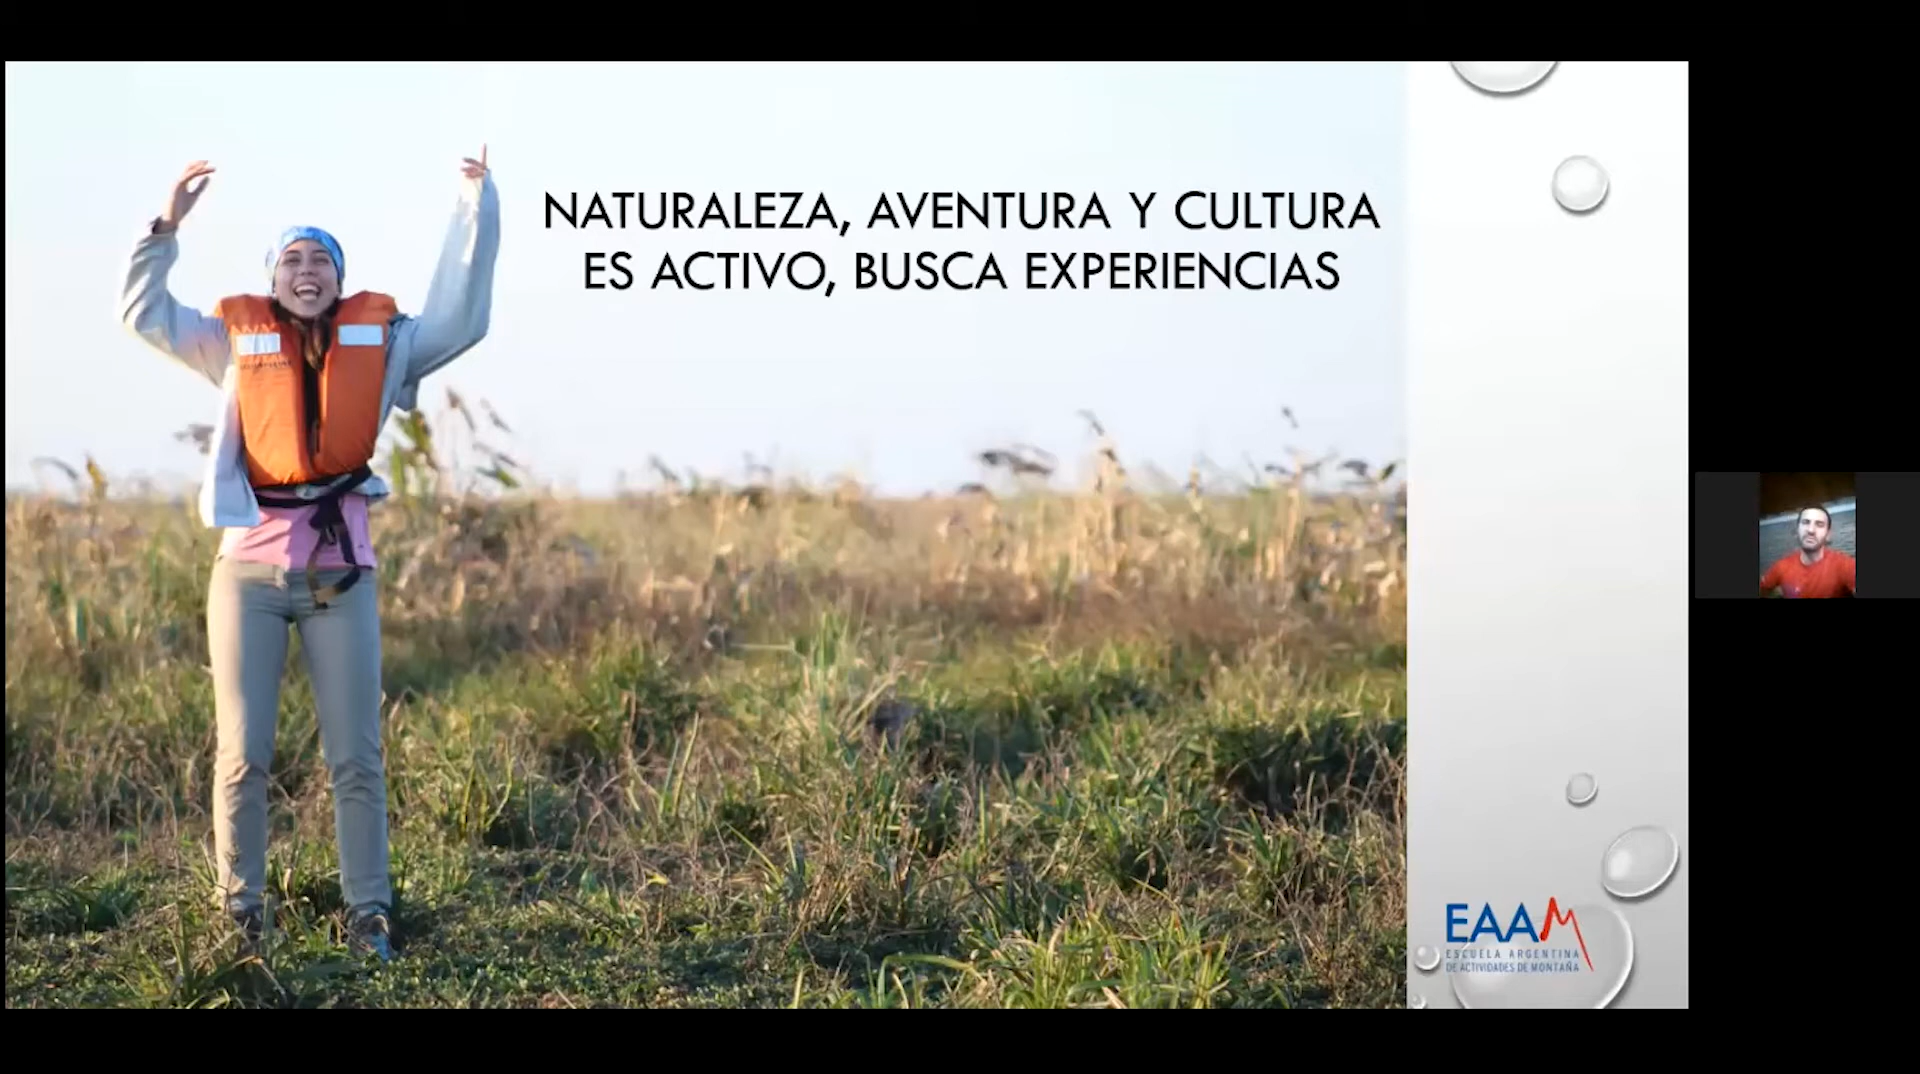 NATURALEZA, AVENTURA Y CULTURA
ES ACTIVO, BUSCA EXPERIENCIAS
EAAM
ESCUELA ARGENTINA
DE ACTIVIDADES DE MONTAÑA